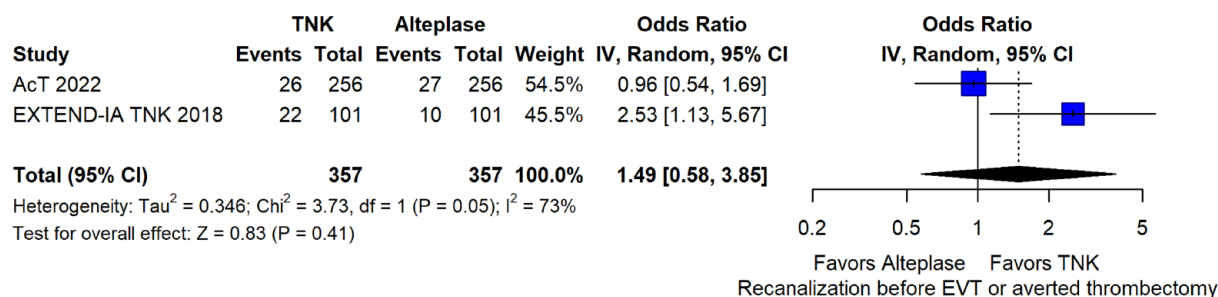 TNK Alteplase Odds Ratio Odds Ratio
Study Events Total Events Total Weight IV, Random, 95% CI IV, Random, 95% CI
AcT 2022 26 256 27 256 54.5% 0.96 [0.54, 1.69]
EXTEND-IA TNK 2018 22 101 10 101 45.5% 2.53 [1.13, 5.67]
Total (95% CI) 357 357 100.0% 1.49 [0.58, 3.85]
Heterogeneity: Tau² = 0.346; Chi² = 3.73, df = 1 (P = 0.05); I² = 73%
Test for overall effect: Z = 0.83 (P = 0.41)
0.2 0.5 1 2 5
Favors Alteplase Favors TNK
Recanalization before EVT or averted thrombectomy